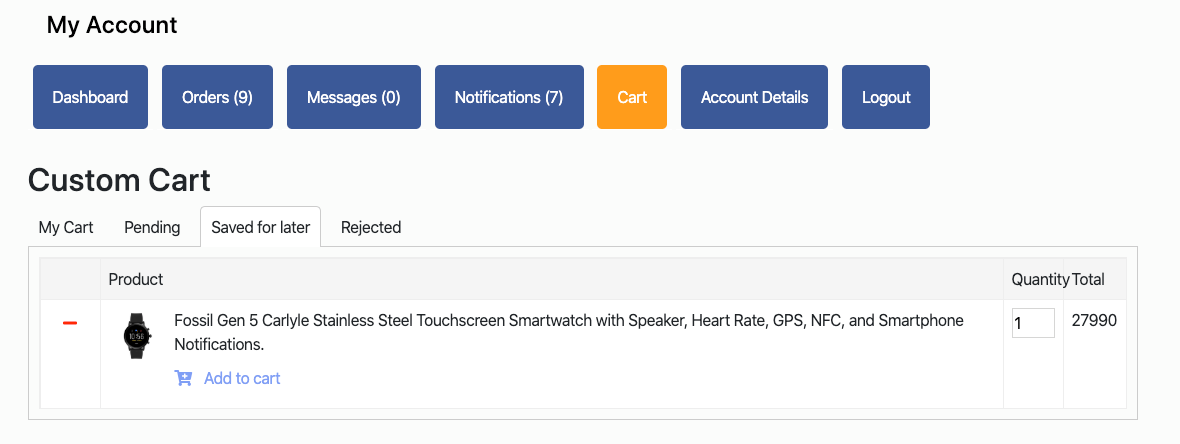 My Account
Dashboard
Orders (9)
Messages (0)
Notifications (7)
Cart
Account Details
Logout
Custom Cart
My Cart
Pending
Saved for later
Rejected
Product
Quantity
Total
Fossil Gen 5 Carlyle Stainless Steel Touchscreen Smartwatch with Speaker, Heart Rate, GPS, NFC, and Smartphone
Notifications.
1
27990
Add to cart